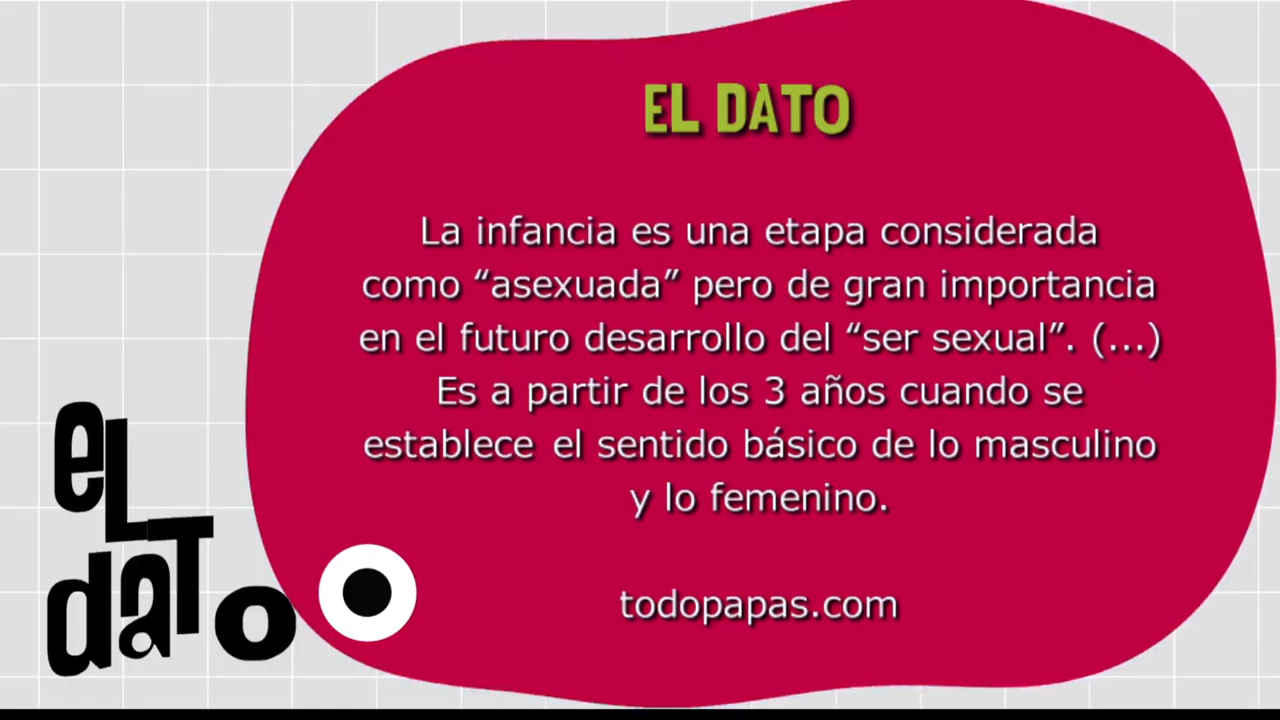 EL DATO
La infancia es una etapa considerada
como “asexuada” pero de gran importancia
en el futuro desarrollo del “ser sexual”. (...)
Es a partir de los 3 años cuando se
establece el sentido básico de lo masculino
y lo femenino.
todopapas.com
eL
daTo